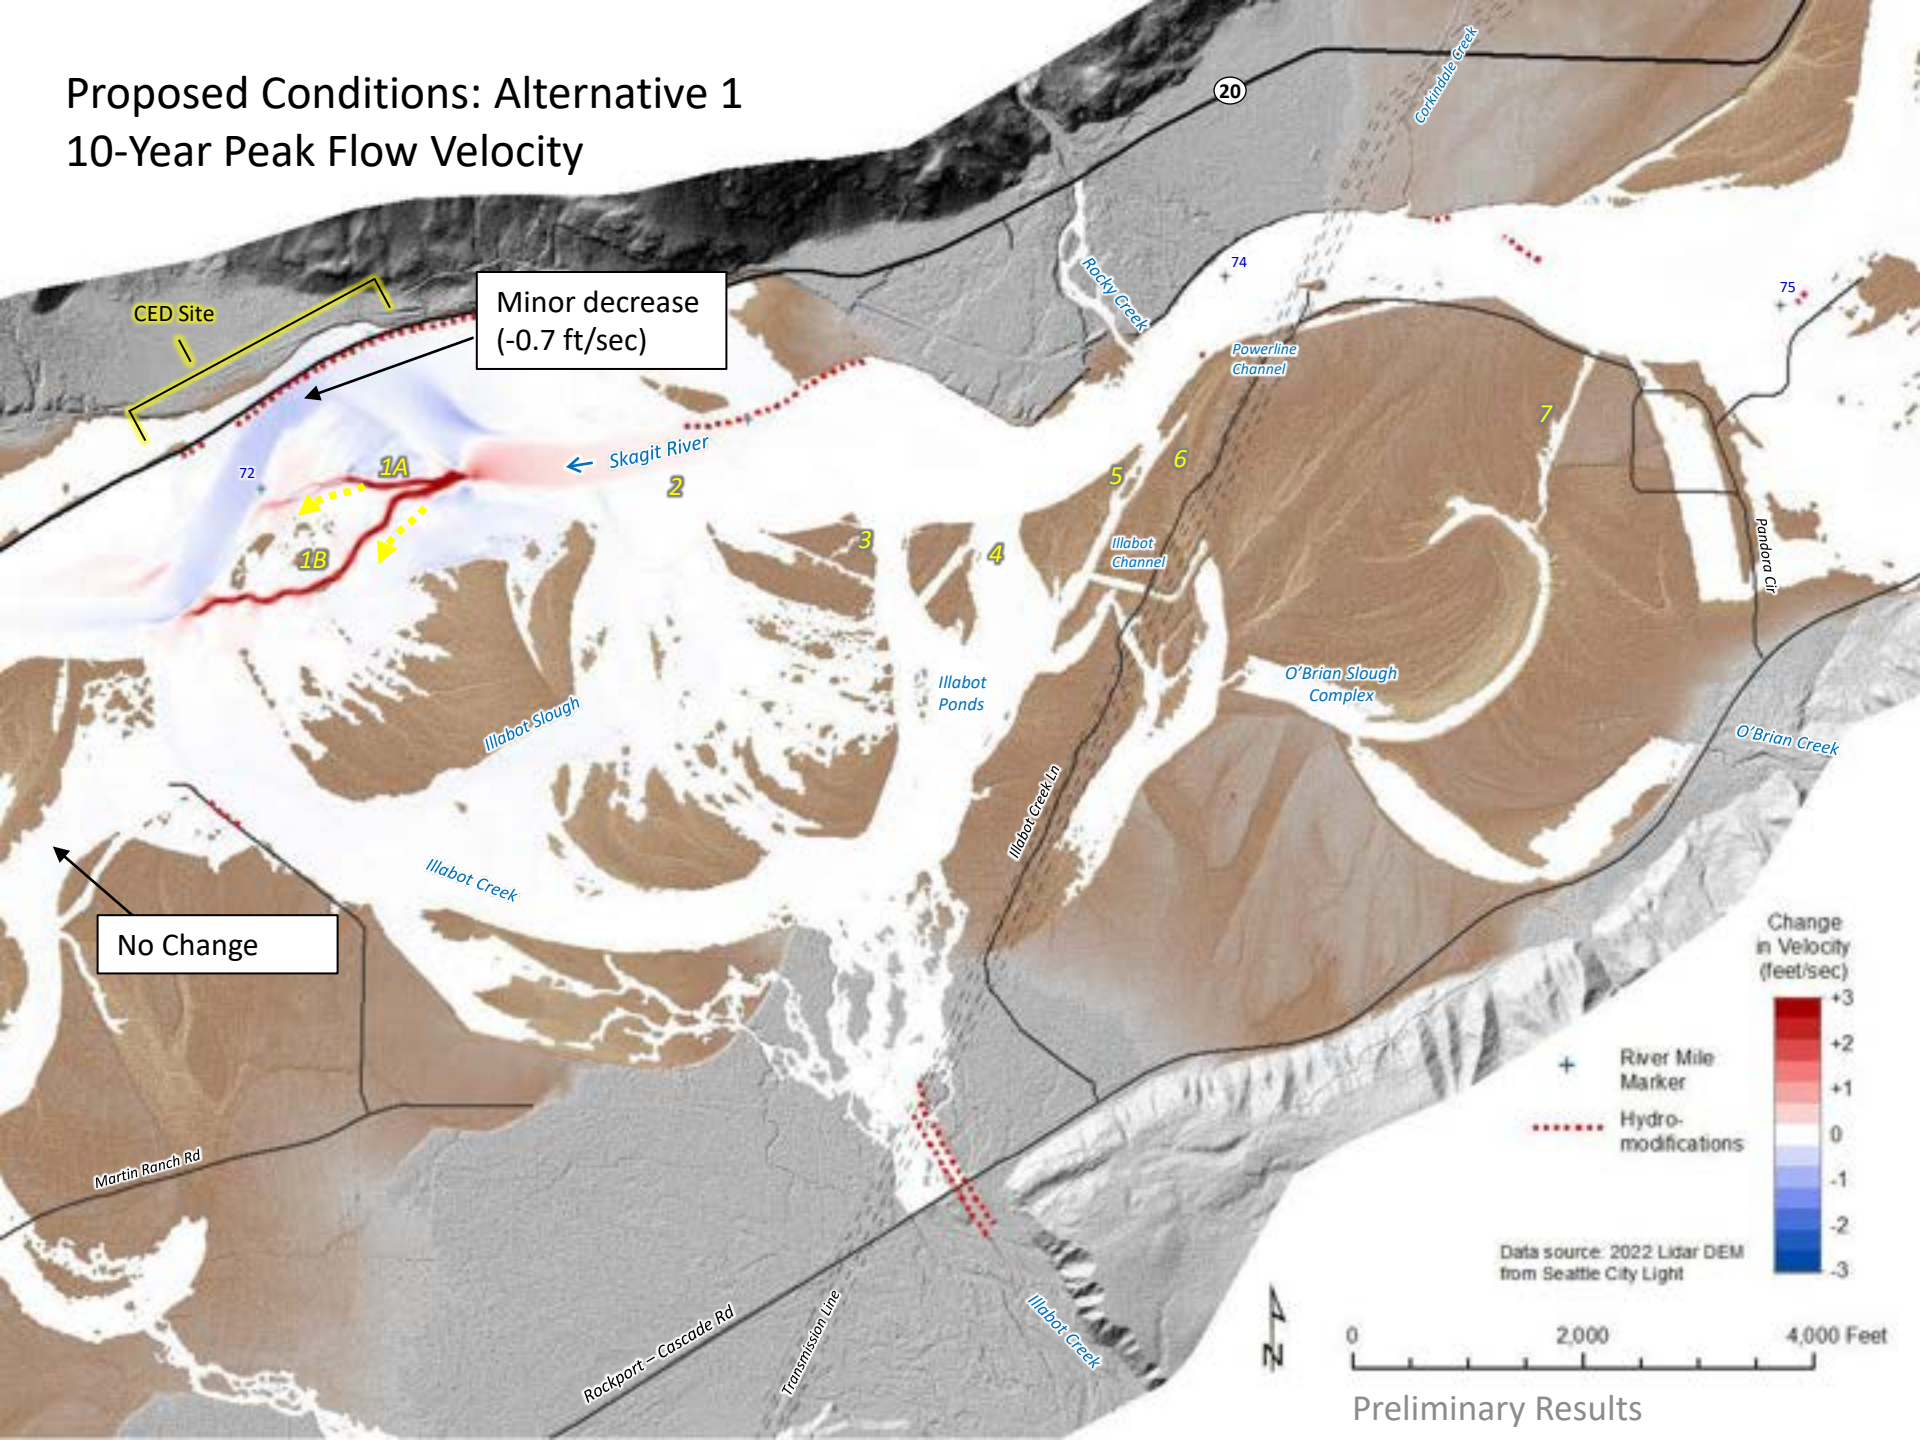 Proposed Conditions: Alternative 1
10-Year Peak Flow Velocity
20
Corkindale Creek
CED Site
Minor decrease
(-0.7 ft/sec)
Rocky Creek
74
75
Powerline
Channel
72
1A
Skagit River
2
1B
3
4
5
6
7
Illabot
Channel
Pandora Cir
Illabot
Ponds
O’Brian Slough
Complex
O’Brian Creek
Illabot Slough
Illabot Creek Ln
Illabot Creek
No Change
Martin Ranch Rd
Rockport – Cascade Rd
Transmission Line
Illabot Creek
Change
in Velocity
(feet/sec)
+3
+2
+1
0
-1
-2
-3
River Mile
Marker
Hydro-
modifications
Data source: 2022 Lidar DEM
from Seattle City Light
N
0 2,000 4,000 Feet
Preliminary Results